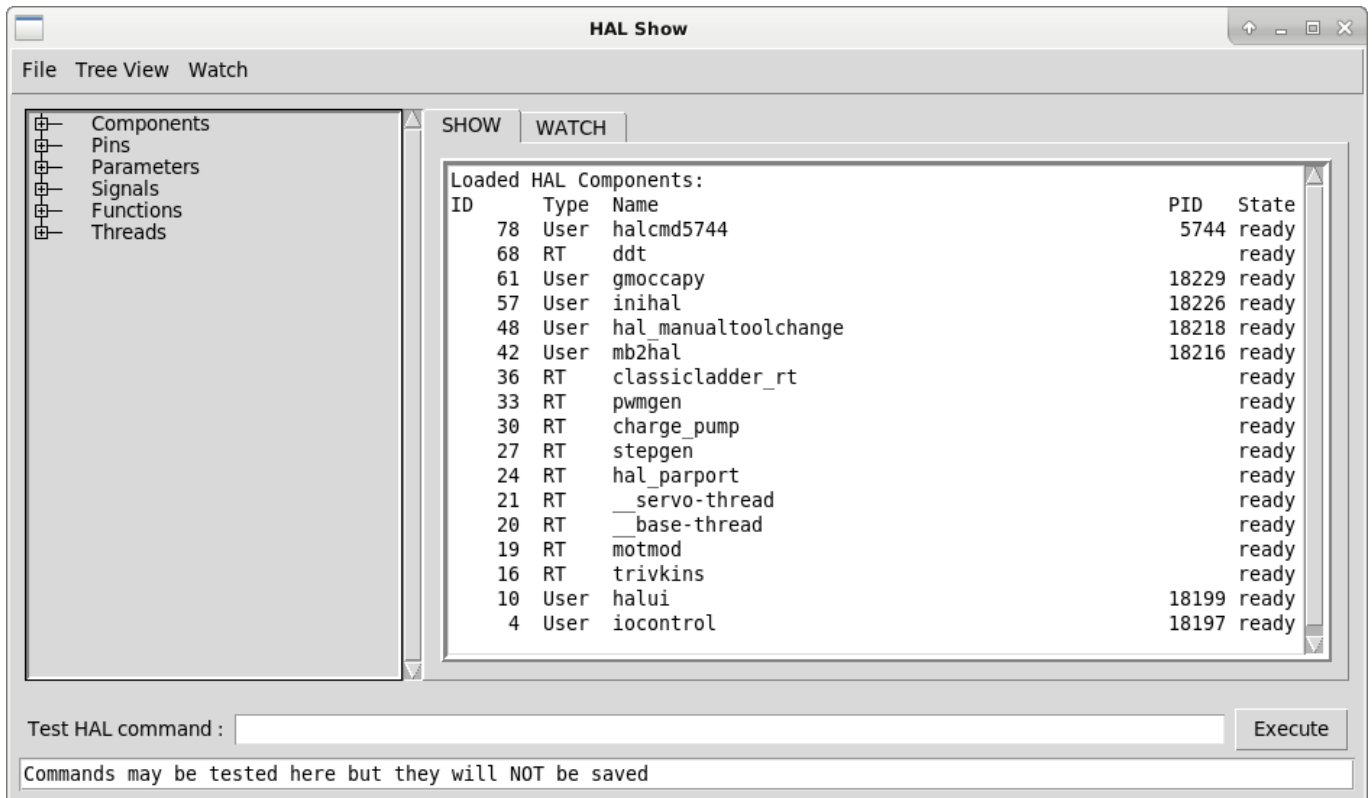 HAL Show
File Tree View Watch
Components
Pins
Parameters
Signals
Functions
Threads
SHOW WATCH
Loaded HAL Components:
ID Type Name PID State
78 User halcmd5744 5744 ready
68 RT ddt ready
61 User gmoccapy 18229 ready
57 User inihal 18226 ready
48 User hal_manualtoolchange 18218 ready
42 User mb2hal 18216 ready
36 RT classicladder_rt ready
33 RT pwmgen ready
30 RT charge_pump ready
27 RT stepgen ready
24 RT hal_parport ready
21 RT __servo-thread ready
20 RT __base-thread ready
19 RT motmod ready
16 RT trivkins ready
10 User halui 18199 ready
4 User iocontrol 18197 ready
Test HAL command : Execute
Commands may be tested here but they will NOT be saved